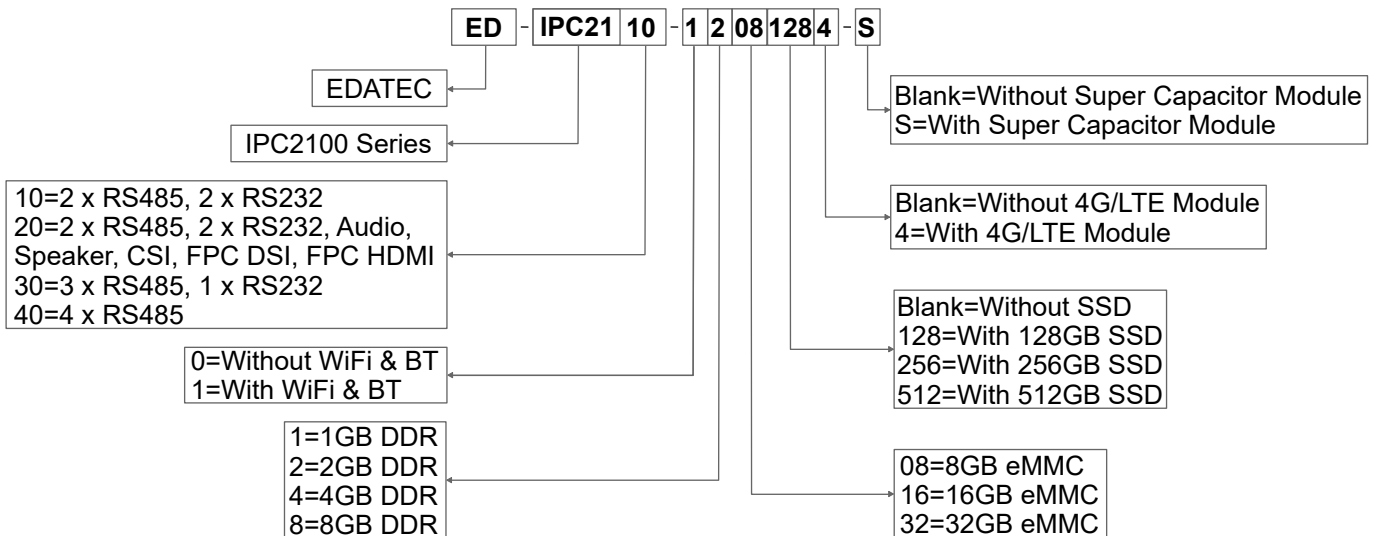 ED - IPC21 10 - 1 2 08 128 4 - S
EDATEC
IPC2100 Series
10=2 x RS485, 2 x RS232
20=2 x RS485, 2 x RS232, Audio,
Speaker, CSI, FPC DSI, FPC HDMI
30=3 x RS485, 1 x RS232
40=4 x RS485
0=Without WiFi & BT
1=With WiFi & BT
1=1GB DDR
2=2GB DDR
4=4GB DDR
8=8GB DDR
Blank=Without Super Capacitor Module
S=With Super Capacitor Module
Blank=Without 4G/LTE Module
4=With 4G/LTE Module
Blank=Without SSD
128=With 128GB SSD
256=With 256GB SSD
512=With 512GB SSD
08=8GB eMMC
16=16GB eMMC
32=32GB eMMC